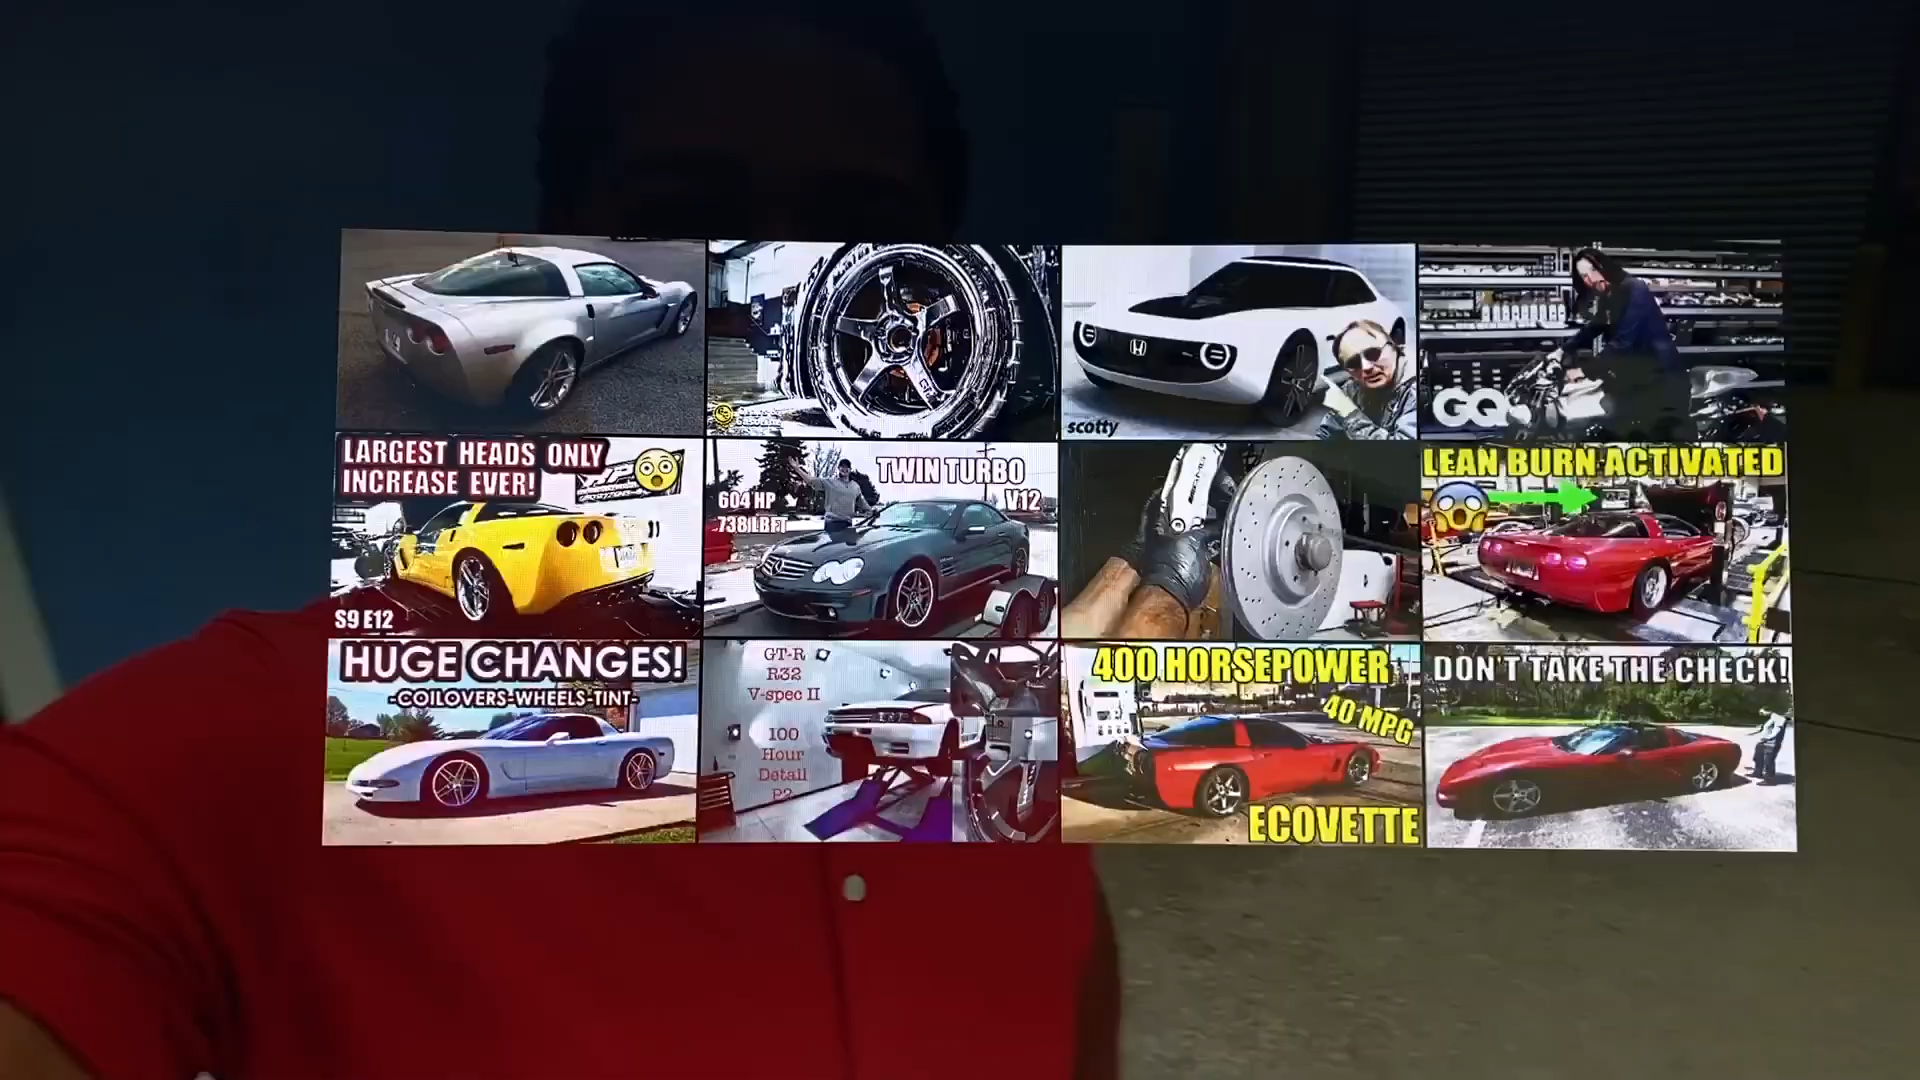 scotty
GQ
LARGEST HEADS ONLY
INCREASE EVER!
S9 E12
TWIN TURBO
V12
604 HP
738 LBFT
LEAN BURN ACTIVATED
HUGE CHANGES!
-COILOVERS-WHEELS-TINT-
GT-R
R32
V-spec II
100
Hour
Detail
P2
400 HORSEPOWER
40 MPG
ECOVETTE
DON'T TAKE THE CHECK!